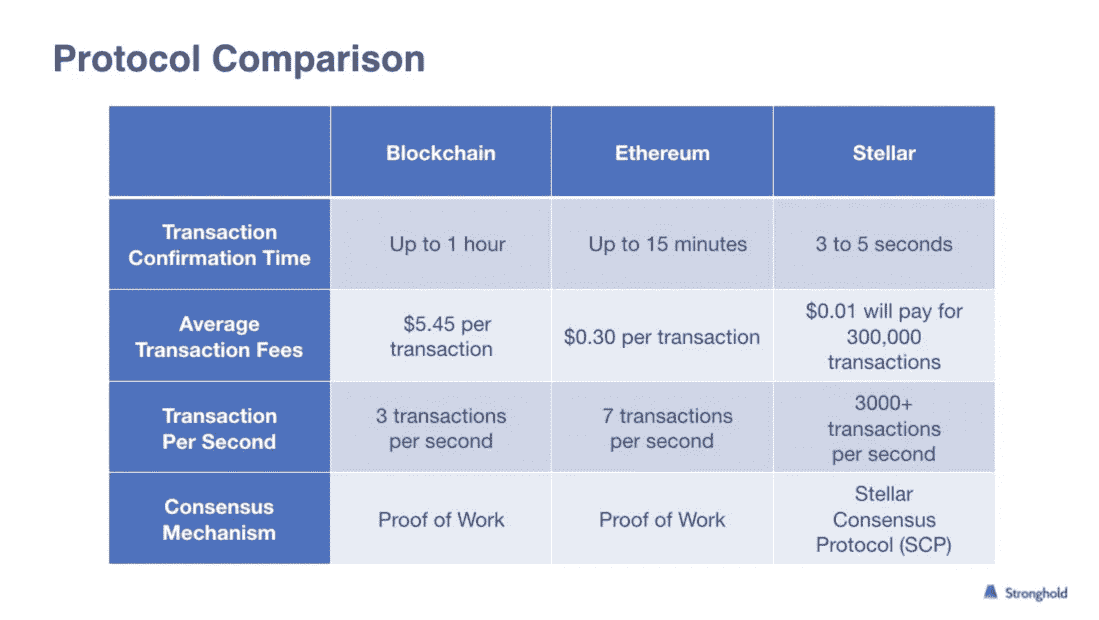 Protocol Comparison
Blockchain
Ethereum
Stellar
Transaction
Confirmation Time
Up to 1 hour
Up to 15 minutes
3 to 5 seconds
Average
Transaction Fees
$5.45 per
transaction
$0.30 per transaction
$0.01 will pay for
300,000
transactions
Transaction
Per Second
3 transactions
per second
7 transactions
per second
3000+
transactions
per second
Consensus
Mechanism
Proof of Work
Proof of Work
Stellar
Consensus
Protocol (SCP)
Stronghold